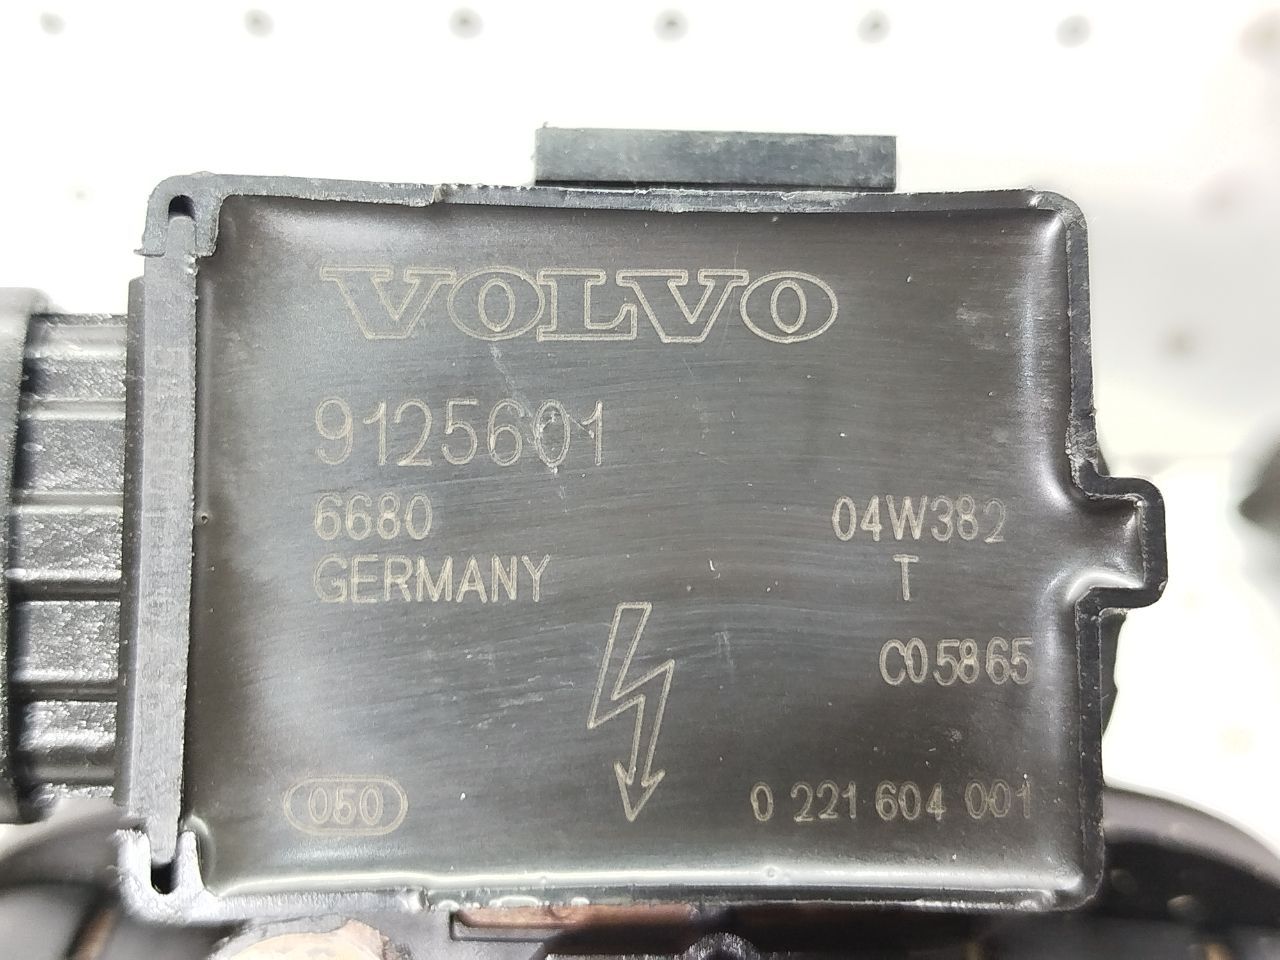 VOLVO
9125601
6680
04W382
GERMANY
T
C05865
050
0 221 604 001